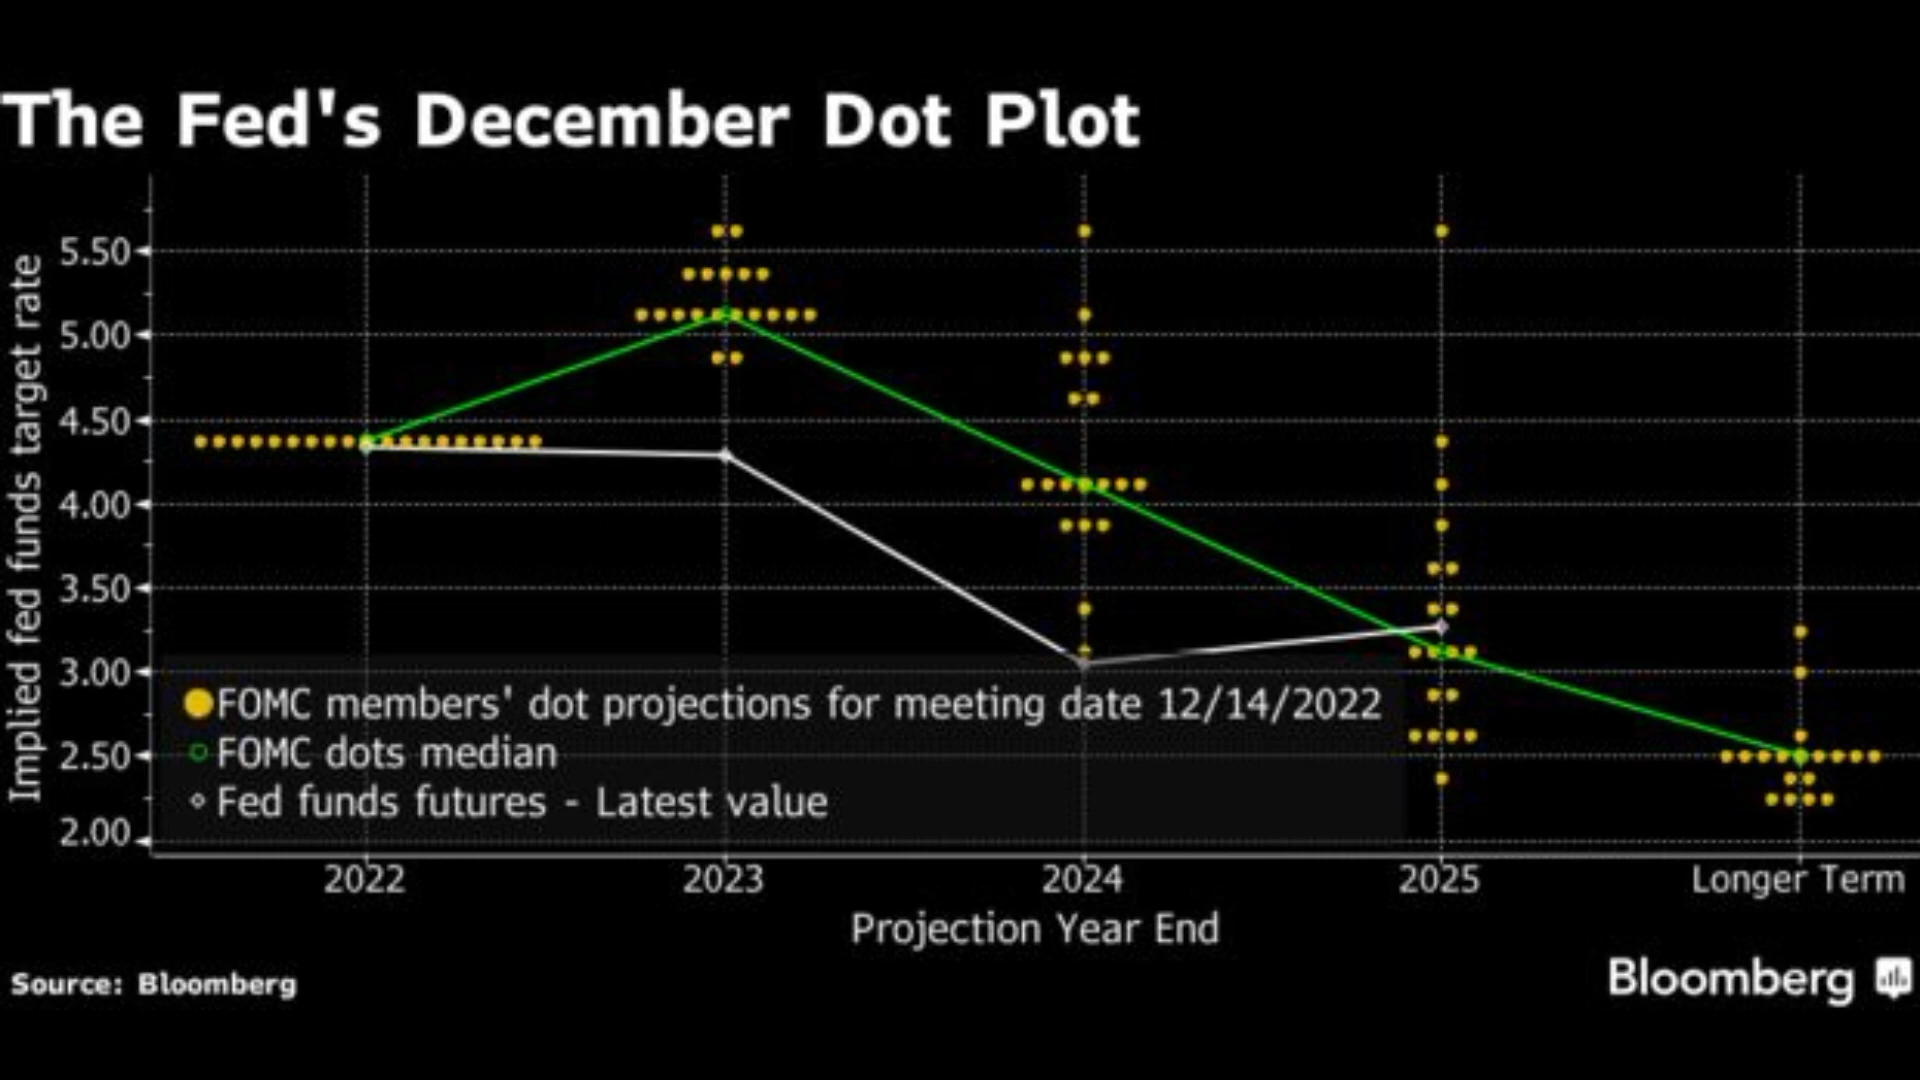 The Fed's December Dot Plot
Implied fed funds target rate
5.50
5.00
4.50
4.00
3.50
3.00
2.50
2.00
FOMC members' dot projections for meeting date 12/14/2022
FOMC dots median
Fed funds futures - Latest value
2022 2023 2024 2025 Longer Term
Projection Year End
Source: Bloomberg
Bloomberg